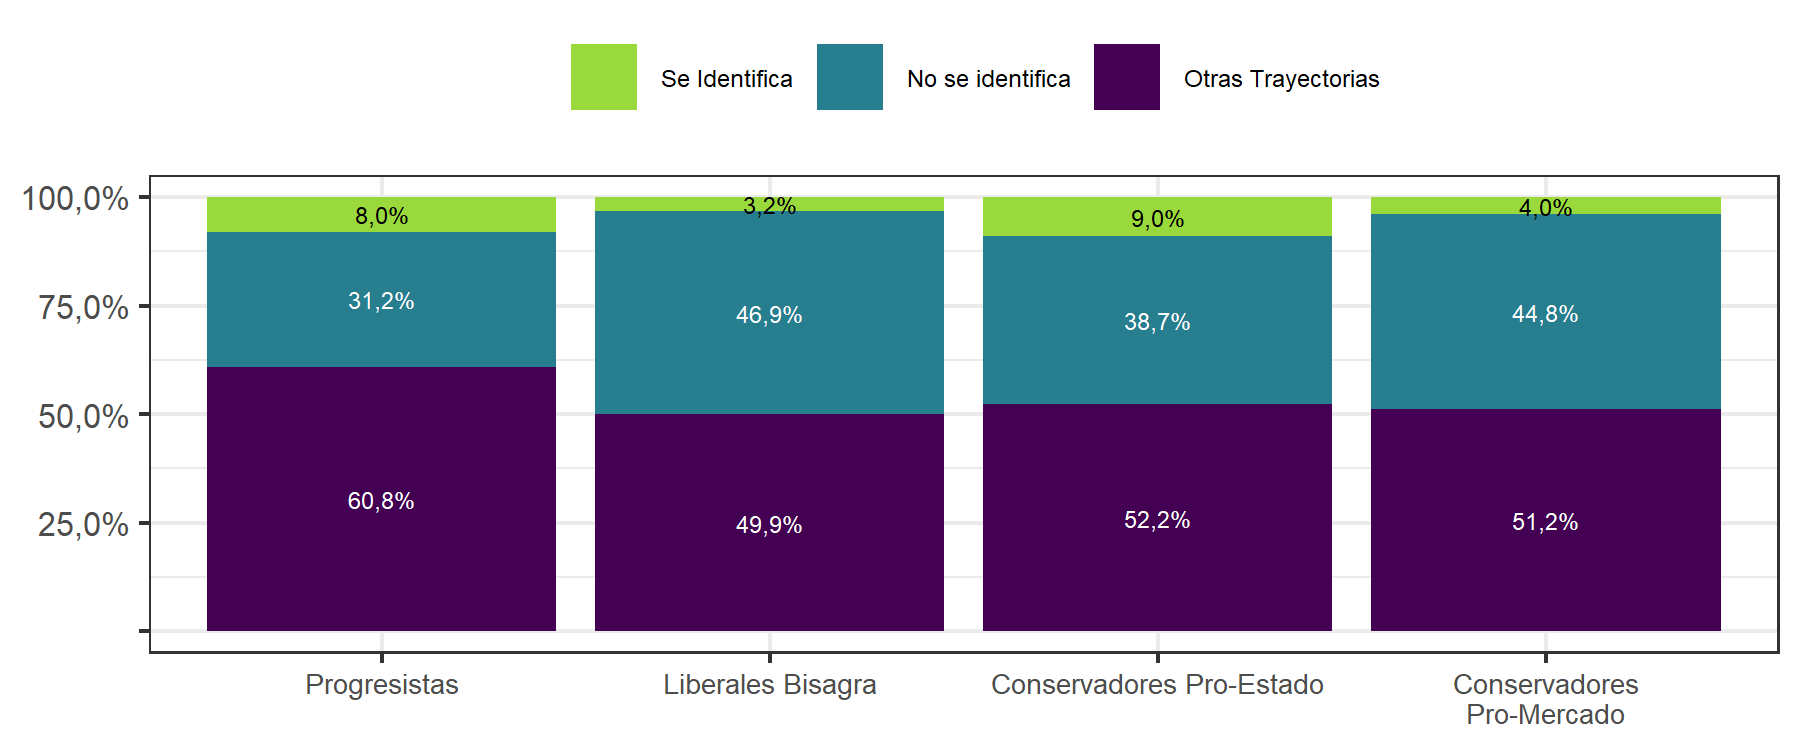 Se Identifica No se identifica Otras Trayectorias
100,0%
75,0%
50,0%
25,0%
8,0% 3,2% 9,0% 4,0%
31,2% 46,9% 38,7% 44,8%
60,8% 49,9% 52,2% 51,2%
Progresistas Liberales Bisagra Conservadores Pro-Estado Conservadores
Pro-Mercado